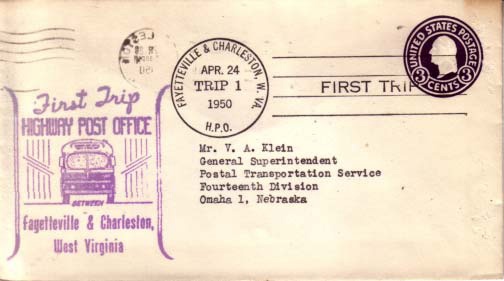 FAYETTEVILLE & CHARLESTON, W. VA.
APR. 24
TRIP 1
1950
H.P.O.
FIRST TRIP
UNITED STATES POSTAGE
3 CENTS 3
First Trip
HIGHWAY POST OFFICE
BETWEEN
Fayetteville & Charleston,
West Virginia
Mr. V. A. Klein
General Superintendent
Postal Transportation Service
Fourteenth Division
Omaha 1, Nebraska